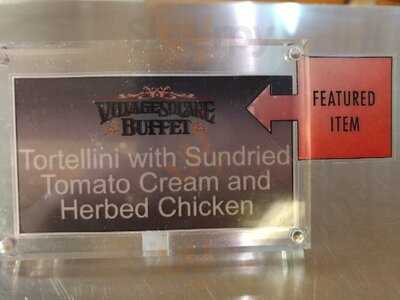 VILLAGE SQUARE
BUFFET
FEATURED
ITEM
Tortellini with Sundried
Tomato Cream and
Herbed Chicken